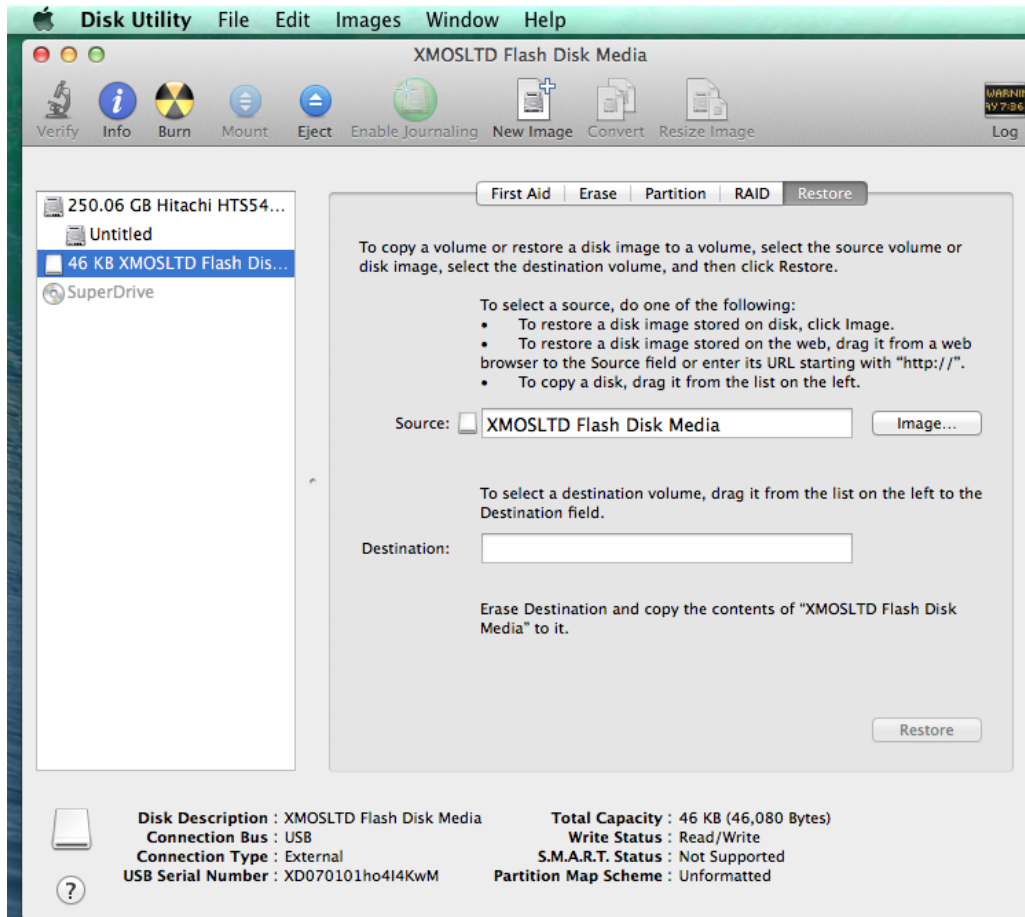 Disk Utility File Edit Images Window Help
XMOSLTD Flash Disk Media
Verify Info Burn Mount Eject Enable Journaling New Image Convert Resize Image Log
First Aid Erase Partition RAID Restore
250.06 GB Hitachi HTS54...
Untitled
46 KB XMOSLTD Flash Dis...
SuperDrive
To copy a volume or restore a disk image to a volume, select the source volume or
disk image, select the destination volume, and then click Restore.
To select a source, do one of the following:
• To restore a disk image stored on disk, click Image.
• To restore a disk image stored on the web, drag it from a web
browser to the Source field or enter its URL starting with “http://”.
• To copy a disk, drag it from the list on the left.
Source: XMOSLTD Flash Disk Media Image...
To select a destination volume, drag it from the list on the left to the
Destination field.
Destination:
Erase Destination and copy the contents of “XMOSLTD Flash Disk
Media” to it.
Restore
Disk Description : XMOSLTD Flash Disk Media
Connection Bus : USB
Connection Type : External
USB Serial Number : XD070101ho4I4KwM
Total Capacity : 46 KB (46,080 Bytes)
Write Status : Read/Write
S.M.A.R.T. Status : Not Supported
Partition Map Scheme : Unformatted
?